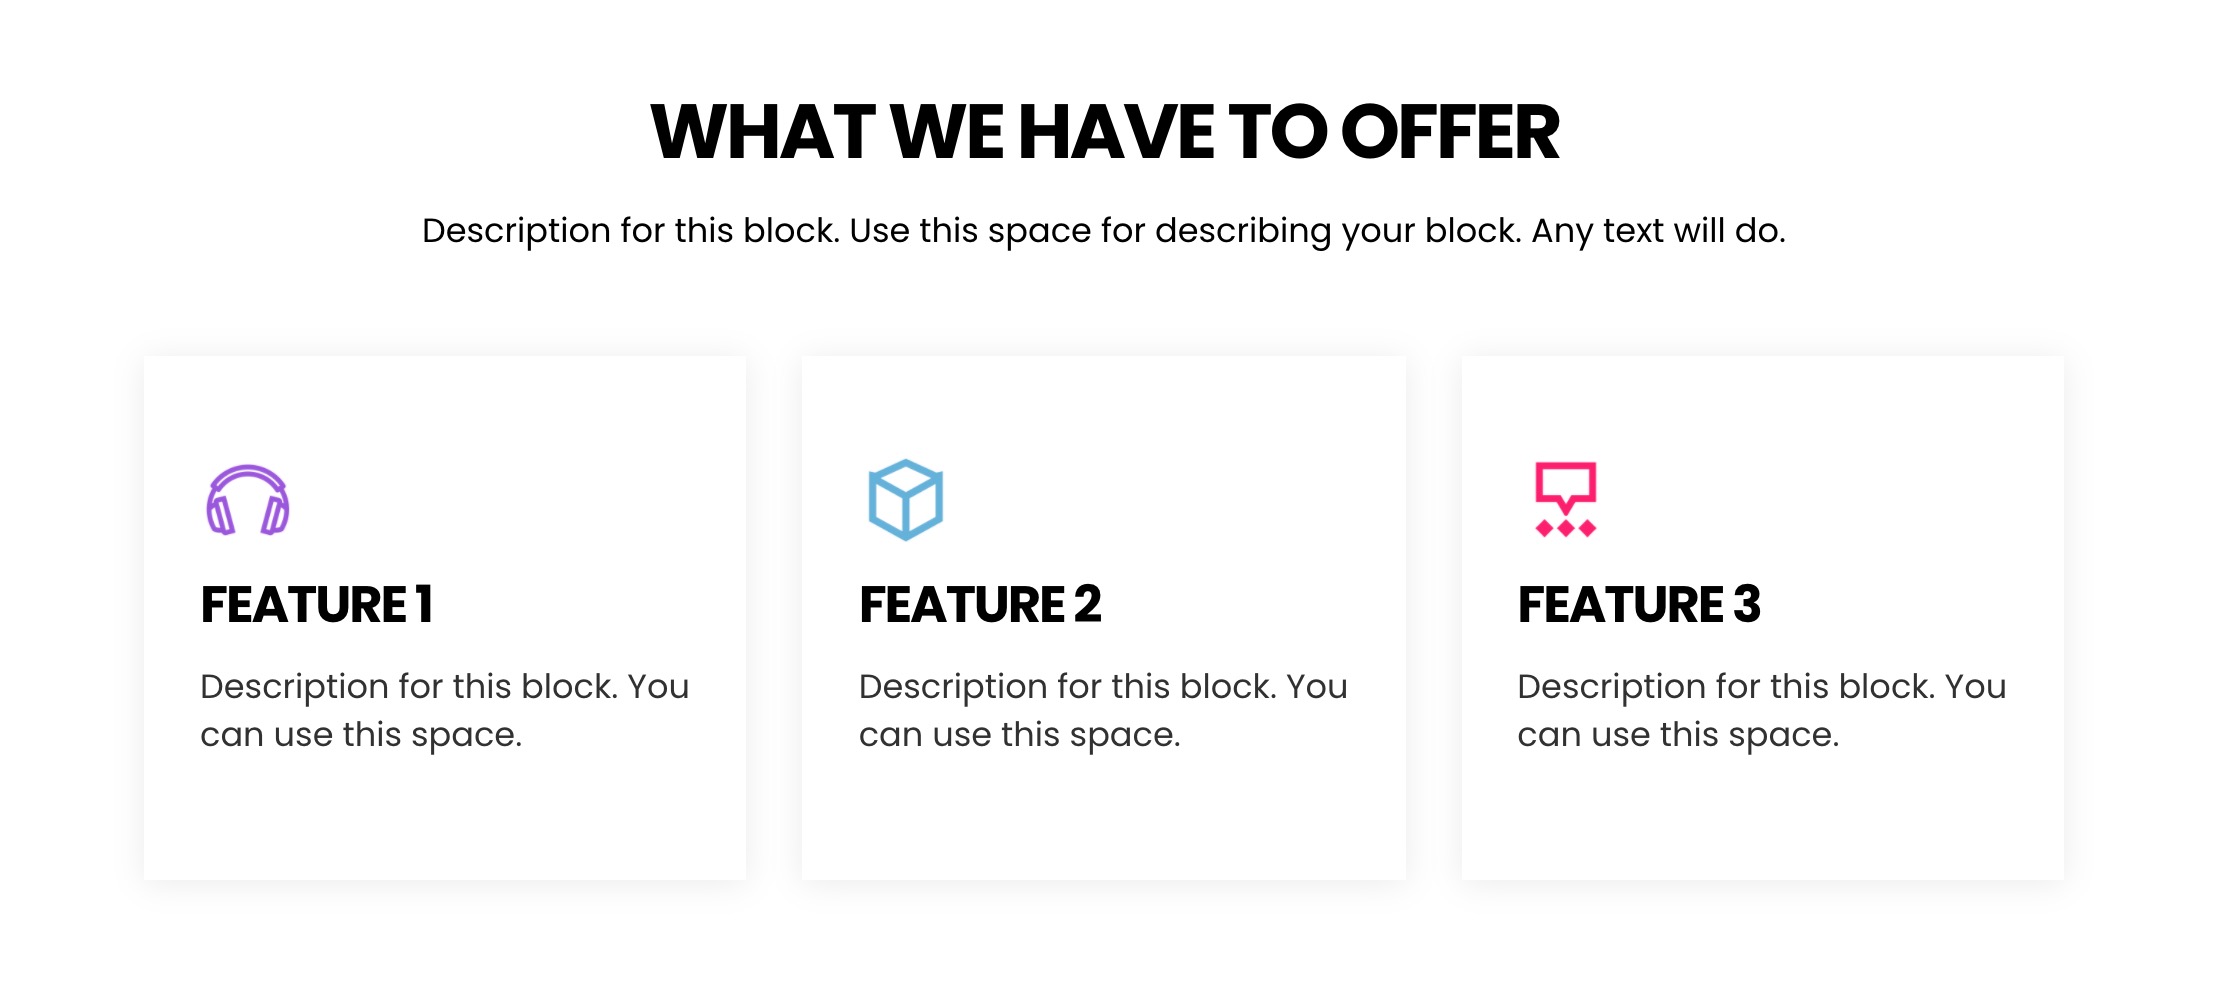 WHAT WE HAVE TO OFFER
Description for this block. Use this space for describing your block. Any text will do.
FEATURE 1
Description for this block. You
can use this space.
FEATURE 2
Description for this block. You
can use this space.
FEATURE 3
Description for this block. You
can use this space.